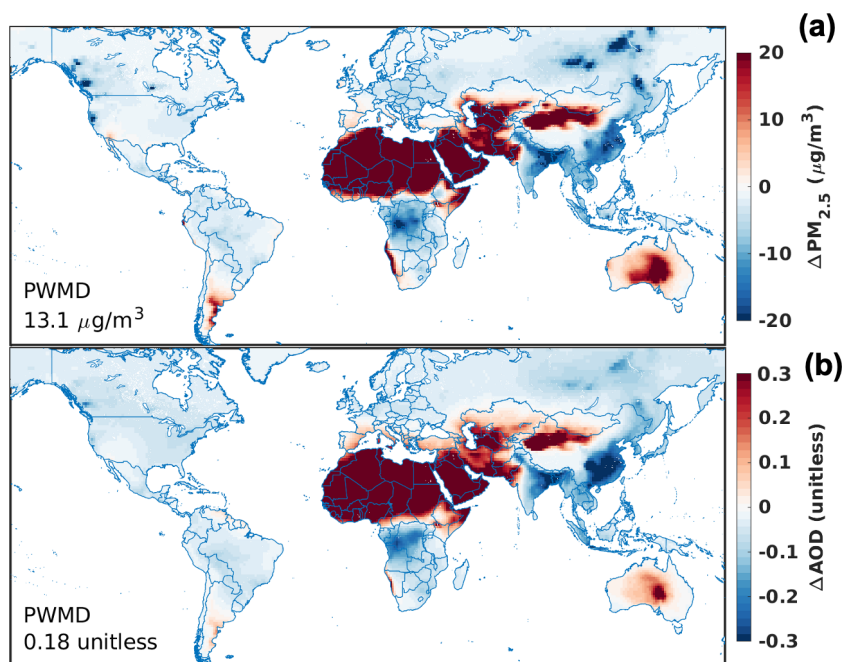 (a)
20
10
0
-10
-20
ΔPM2.5 (μg/m3)
PWMD
13.1 μg/m3
(b)
0.3
0.2
0.1
0
-0.1
-0.2
-0.3
ΔAOD (unitless)
PWMD
0.18 unitless